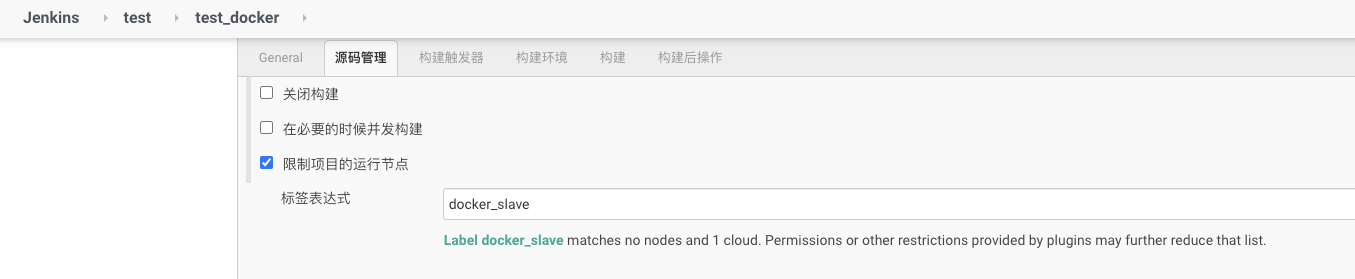 Jenkins test test_docker
General 源码管理 构建触发器 构建环境 构建 构建后操作
关闭构建
在必要的时候并发构建
限制项目的运行节点
标签表达式 docker_slave
Label docker_slave matches no nodes and 1 cloud. Permissions or other restrictions provided by plugins may further reduce that list.